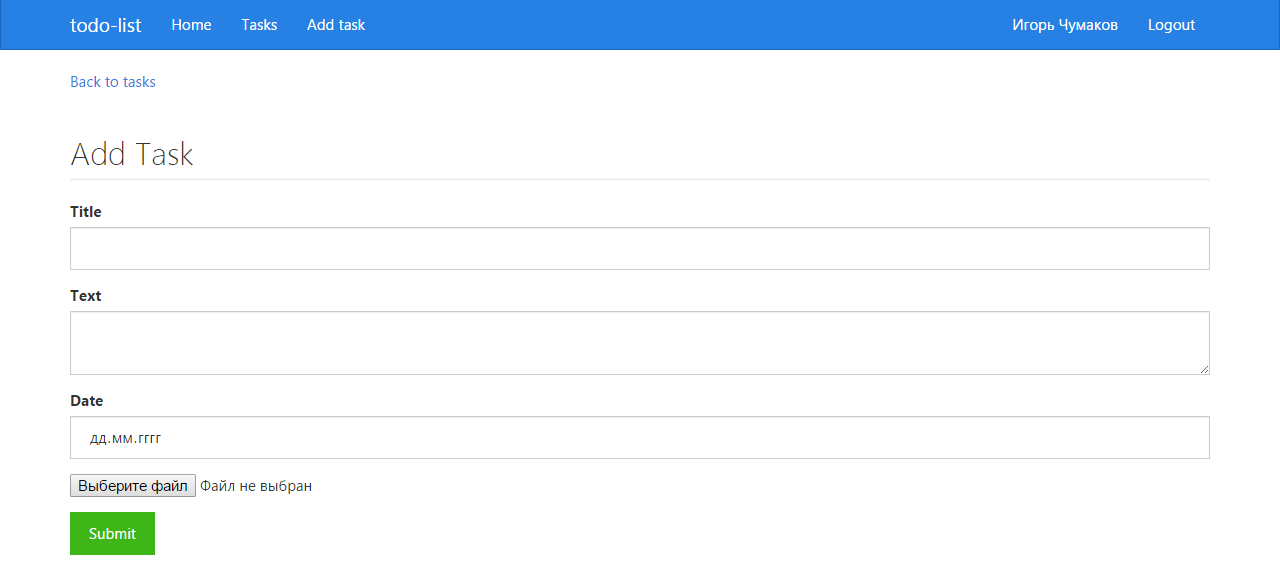 todo-list Home Tasks Add task Игорь Чумаков Logout
Back to tasks
Add Task
Title
Text
Date
дд.мм.гггг
Выберите файл Файл не выбран
Submit